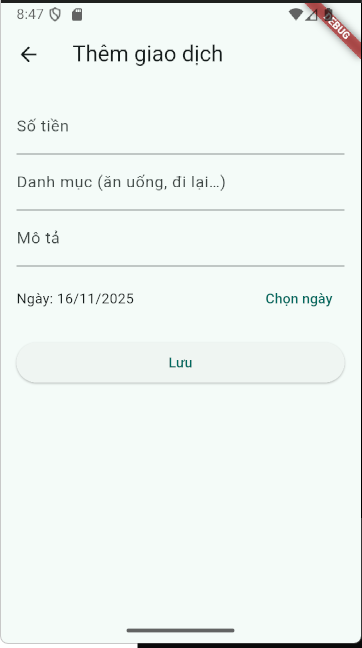 8:47
Thêm giao dịch
Số tiền
Danh mục (ăn uống, đi lại...)
Mô tả
Ngày: 16/11/2025
Chọn ngày
Lưu